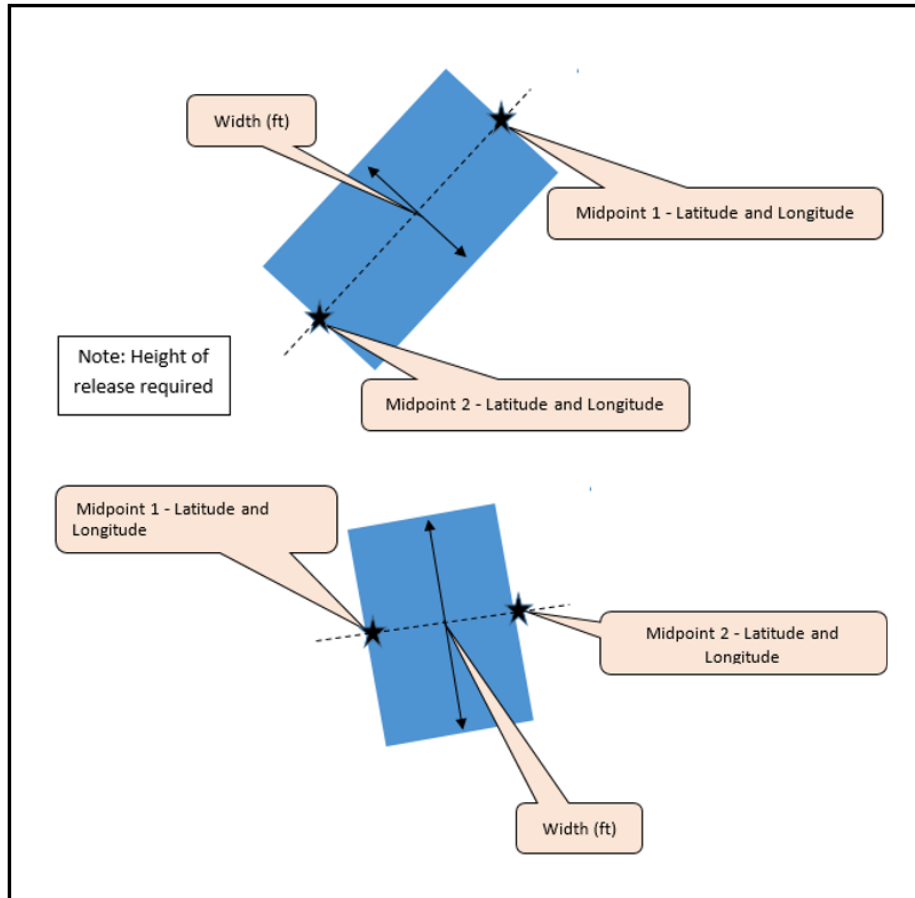 Width (ft)
Midpoint 1 - Latitude and Longitude
Note: Height of
release required
Midpoint 2 - Latitude and Longitude
Midpoint 1 - Latitude and
Longitude
Midpoint 2 - Latitude and
Longitude
Width (ft)